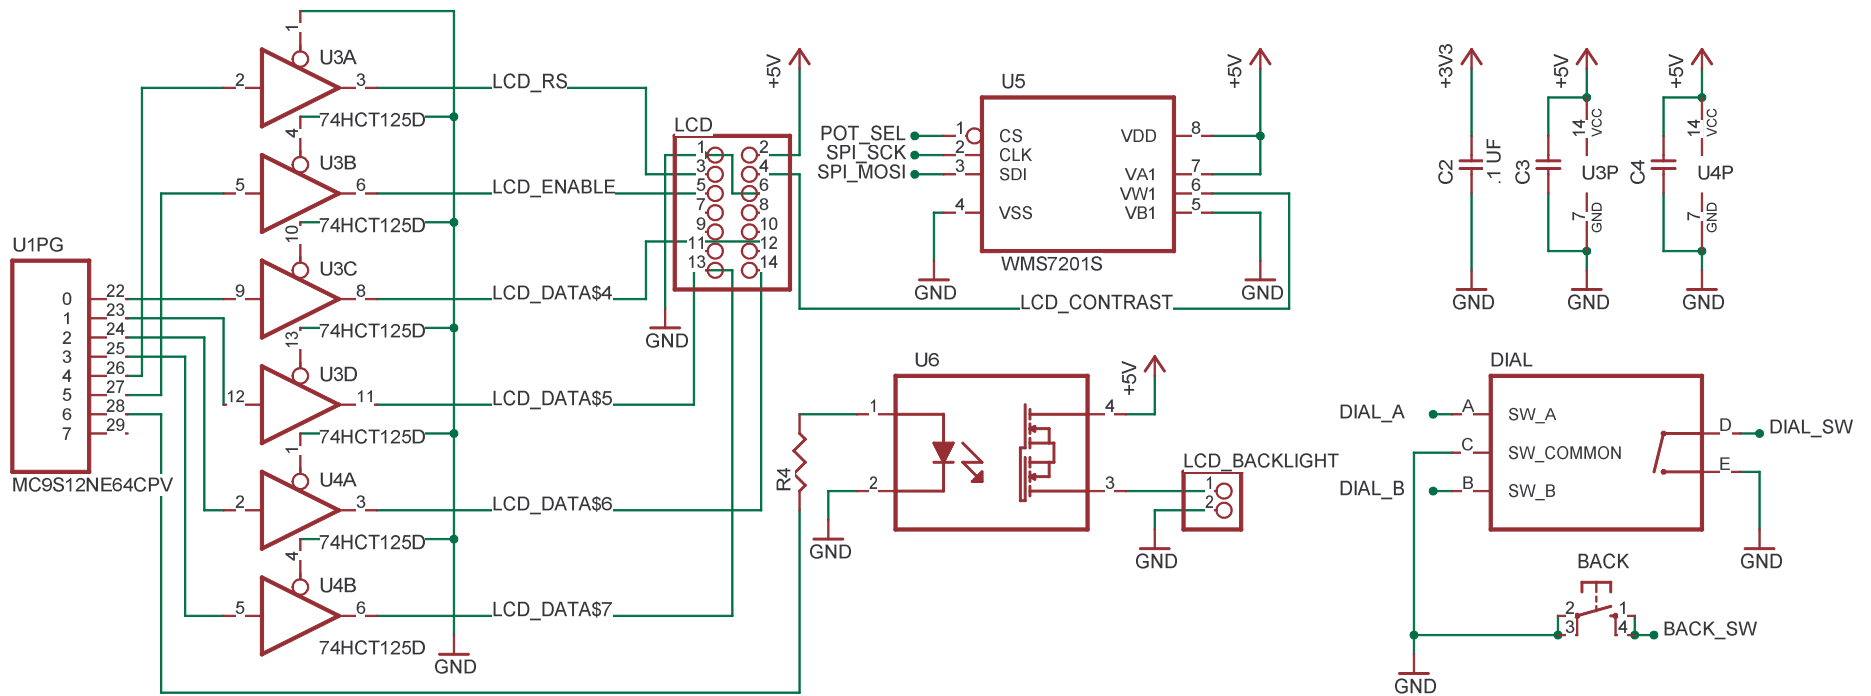 U1PG
0 22
1 23
2 24
3 25
4 26
5 27
6 28
7 29
MC9S12NE64CPV
1
U3A
2 3
74HCT125D
LCD_RS
4
U3B
5 6
74HCT125D
LCD_ENABLE
10
U3C
9 8
74HCT125D
LCD_DATA$4
13
U3D
12 11
74HCT125D
LCD_DATA$5
1
U4A
2 3
74HCT125D
LCD_DATA$6
4
U4B
5 6
74HCT125D
LCD_DATA$7
GND
LCD
+5V
1 2
3 4
5 6
7 8
9 10
11 12
13 14
GND
U5
+5V
POT_SEL 1 CS VDD 8
SPI_SCK 2 CLK
SPI_MOSI 3 SDI VA1 7
VW1 6
4 VSS VB1 5
WMS7201S
GND
GND
LCD_CONTRAST
U6
+5V
1 4
2 3
R4
GND
LCD_BACKLIGHT
1
2
GND
+3V3
C2
.1 UF
GND
+5V
C3
14 VCC
U3P
7 GND
GND
+5V
C4
14 VCC
U4P
7 GND
GND
DIAL
DIAL_A A SW_A
D DIAL_SW
C SW_COMMON
E
DIAL_B B SW_B
GND
BACK
2 1
3 4
BACK_SW
GND